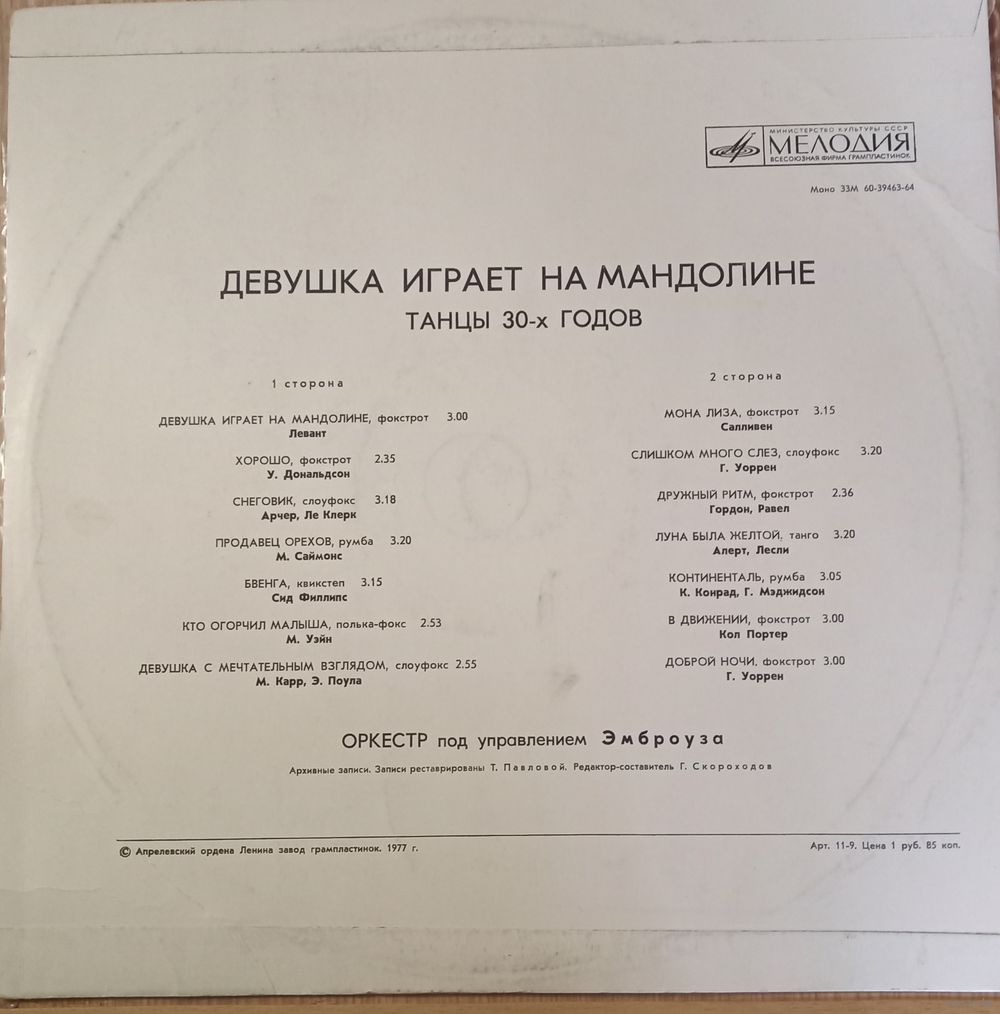 МИНИСТЕРСТВО КУЛЬТУРЫ СССР
МЕЛОДИЯ
ВСЕСОЮЗНАЯ ФИРМА ГРАМПЛАСТИНОК
Моно 33М 60-39463-64
ДЕВУШКА ИГРАЕТ НА МАНДОЛИНЕ
ТАНЦЫ 30-х ГОДОВ
1 сторона
ДЕВУШКА ИГРАЕТ НА МАНДОЛИНЕ, фокстрот 3.00
Левант
ХОРОШО, фокстрот 2.35
У. Дональдсон
СНЕГОВИК, слоуфокс 3.18
Арчер, Ле Клерк
ПРОДАВЕЦ ОРЕХОВ, румба 3.20
М. Саймонс
БВЕНГА, квикстеп 3.15
Сид Филлипс
КТО ОГОРЧИЛ МАЛЫША, полька-фокс 2.53
М. Уэйн
ДЕВУШКА С МЕЧТАТЕЛЬНЫМ ВЗГЛЯДОМ, слоуфокс 2.55
М. Карр, Э. Поула
2 сторона
МОНА ЛИЗА, фокстрот 3.15
Салливен
СЛИШКОМ МНОГО СЛЕЗ, слоуфокс 3.20
Г. Уоррен
ДРУЖНЫЙ РИТМ, фокстрот 2.36
Гордон, Равел
ЛУНА БЫЛА ЖЕЛТОЙ. танго 3.20
Алерт, Лесли
КОНТИНЕНТАЛЬ, румба 3.05
К. Конрад, Г. Мэджидсон
В ДВИЖЕНИИ, фокстрот 3.00
Кол Портер
ДОБРОЙ НОЧИ. фокстрот 3.00
Г. Уоррен
ОРКЕСТР под управлением Эмброуза
Архивные записи. Записи реставрированы Т. Павловой. Редактор-составитель Г. Скороходов
© Апрелевский ордена Ленина завод грампластинок. 1977 г.
Арт. 11-9. Цена 1 руб. 85 коп.